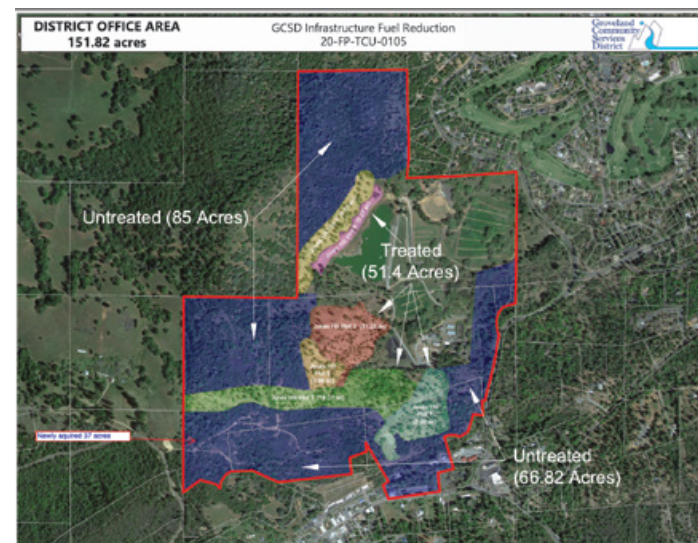 DISTRICT OFFICE AREA
151.82 acres
GCSD Infrastructure Fuel Reduction
20-FP-TCU-0105
Groveland
Community
Services
District
Untreated (85 Acres)
Treated
(51.4 Acres)
Newly aquired 37 acres
Untreated
(66.82 Acres)